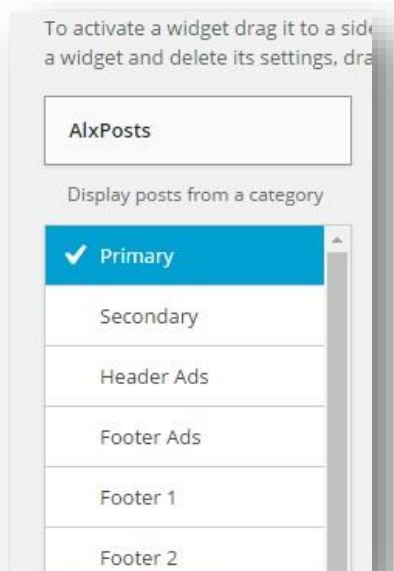 To activate a widget drag it to a side
a widget and delete its settings, dra
AlxPosts
Display posts from a category
Primary
Secondary
Header Ads
Footer Ads
Footer 1
Footer 2